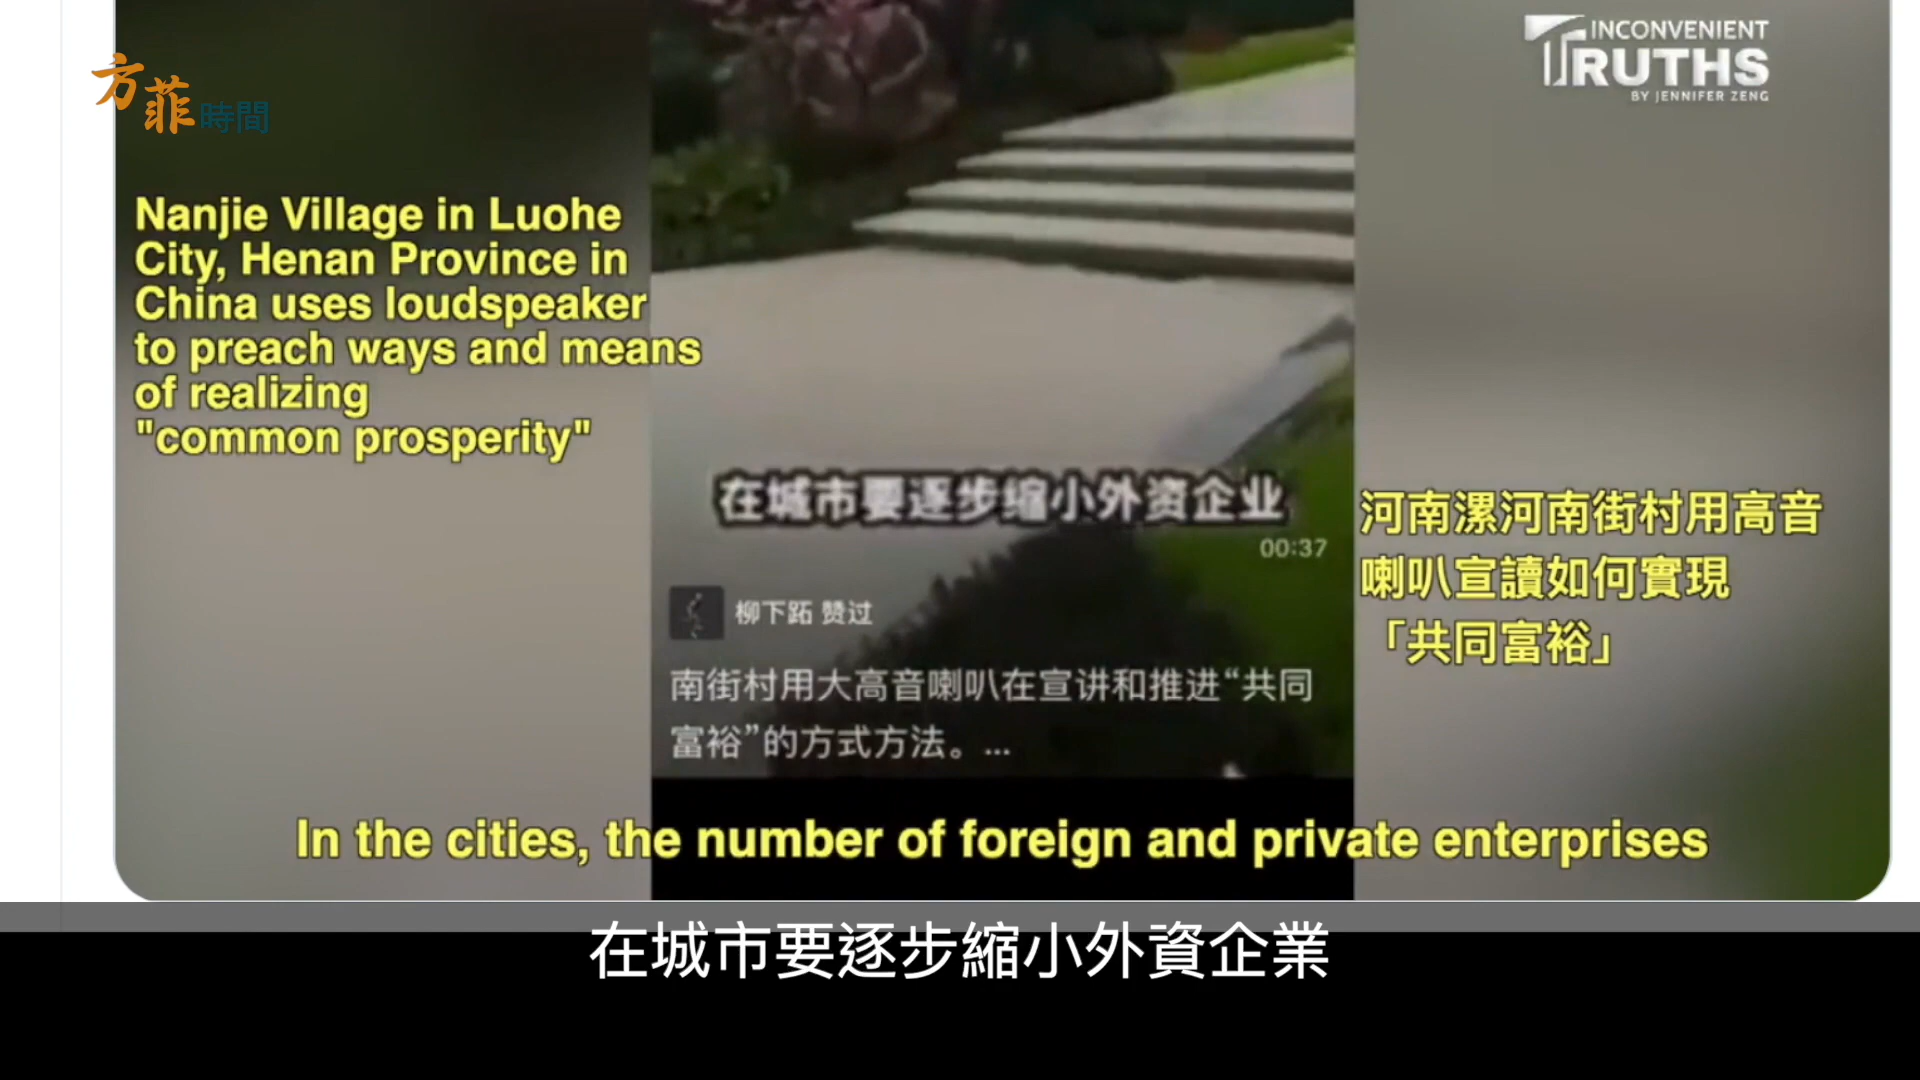 方菲時間
INCONVENIENT
TRUTHS
BY JENNIFER ZENG
Nanjie Village in Luohe
City, Henan Province in
China uses loudspeaker
to preach ways and means
of realizing
"common prosperity"
在城市要逐步缩小外資企业
00:37
河南漯河南街村用高音
喇叭宣讀如何實現
「共同富裕」
柳下跖 赞过
南街村用大高音喇叭在宣讲和推进“共同
富裕”的方式方法。...
In the cities, the number of foreign and private enterprises
在城市要逐步縮小外資企業